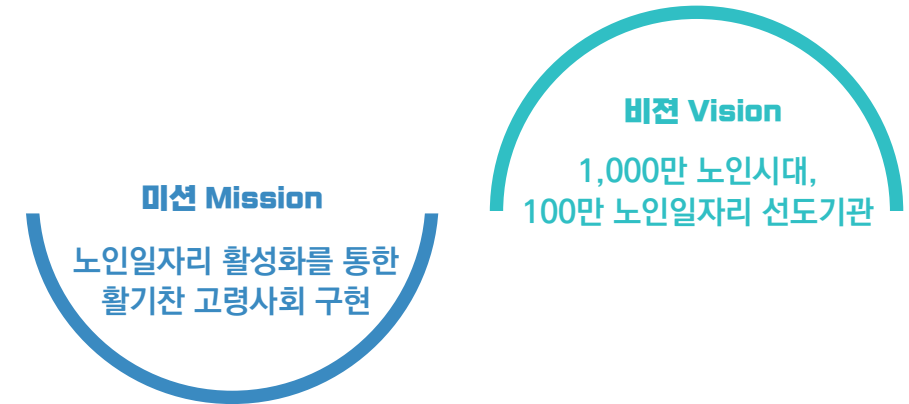 미션 Mission
노인일자리 활성화를 통한
활기찬 고령사회 구현
비젼 Vision
1,000만 노인시대,
100만 노인일자리 선도기관